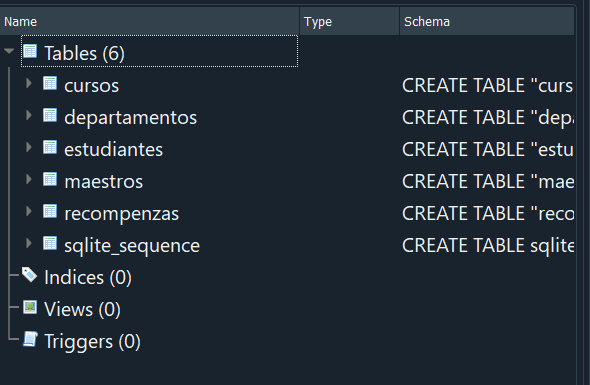 Name Type Schema
Tables (6)
cursos CREATE TABLE "curs
departamentos CREATE TABLE "depa
estudiantes CREATE TABLE "estu
maestros CREATE TABLE "mae
recompenzas CREATE TABLE "reco
sqlite_sequence CREATE TABLE sqlite
Indices (0)
Views (0)
Triggers (0)